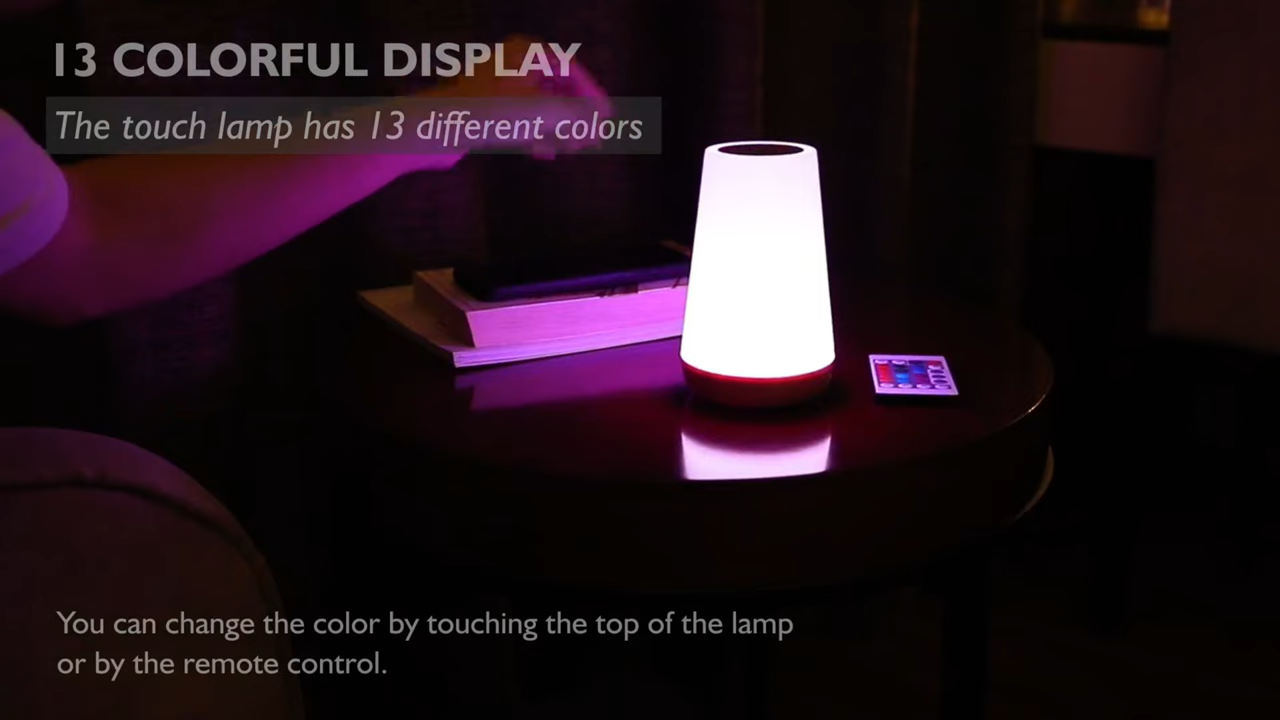 13 COLORFUL DISPLAY
The touch lamp has 13 different colors
You can change the color by touching the top of the lamp
or by the remote control.